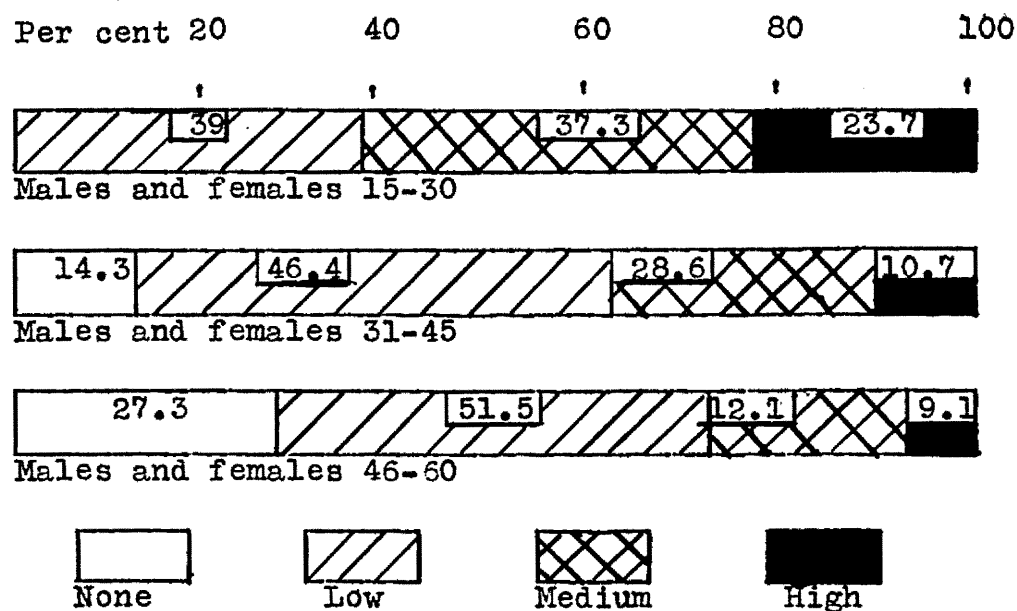 Per cent 20 40 60 80 100
39 37.3 23.7
Males and females 15-30
14.3 46.4 28.6 10.7
Males and females 31-45
27.3 51.5 12.1 9.1
Males and females 46-60
None Low Medium High